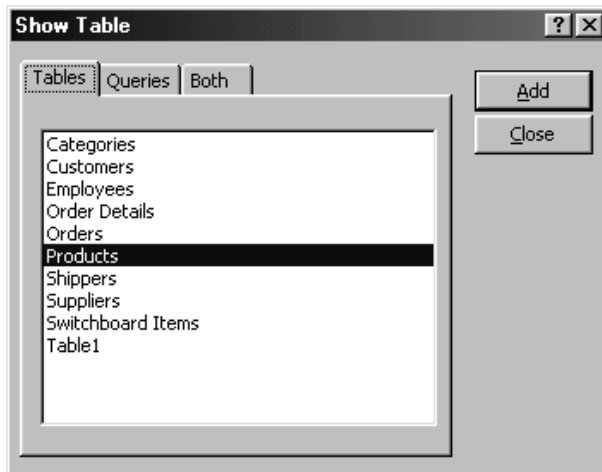 Show Table
Tables Queries Both
Add
Close
Categories
Customers
Employees
Order Details
Orders
Products
Shippers
Suppliers
Switchboard Items
Table1